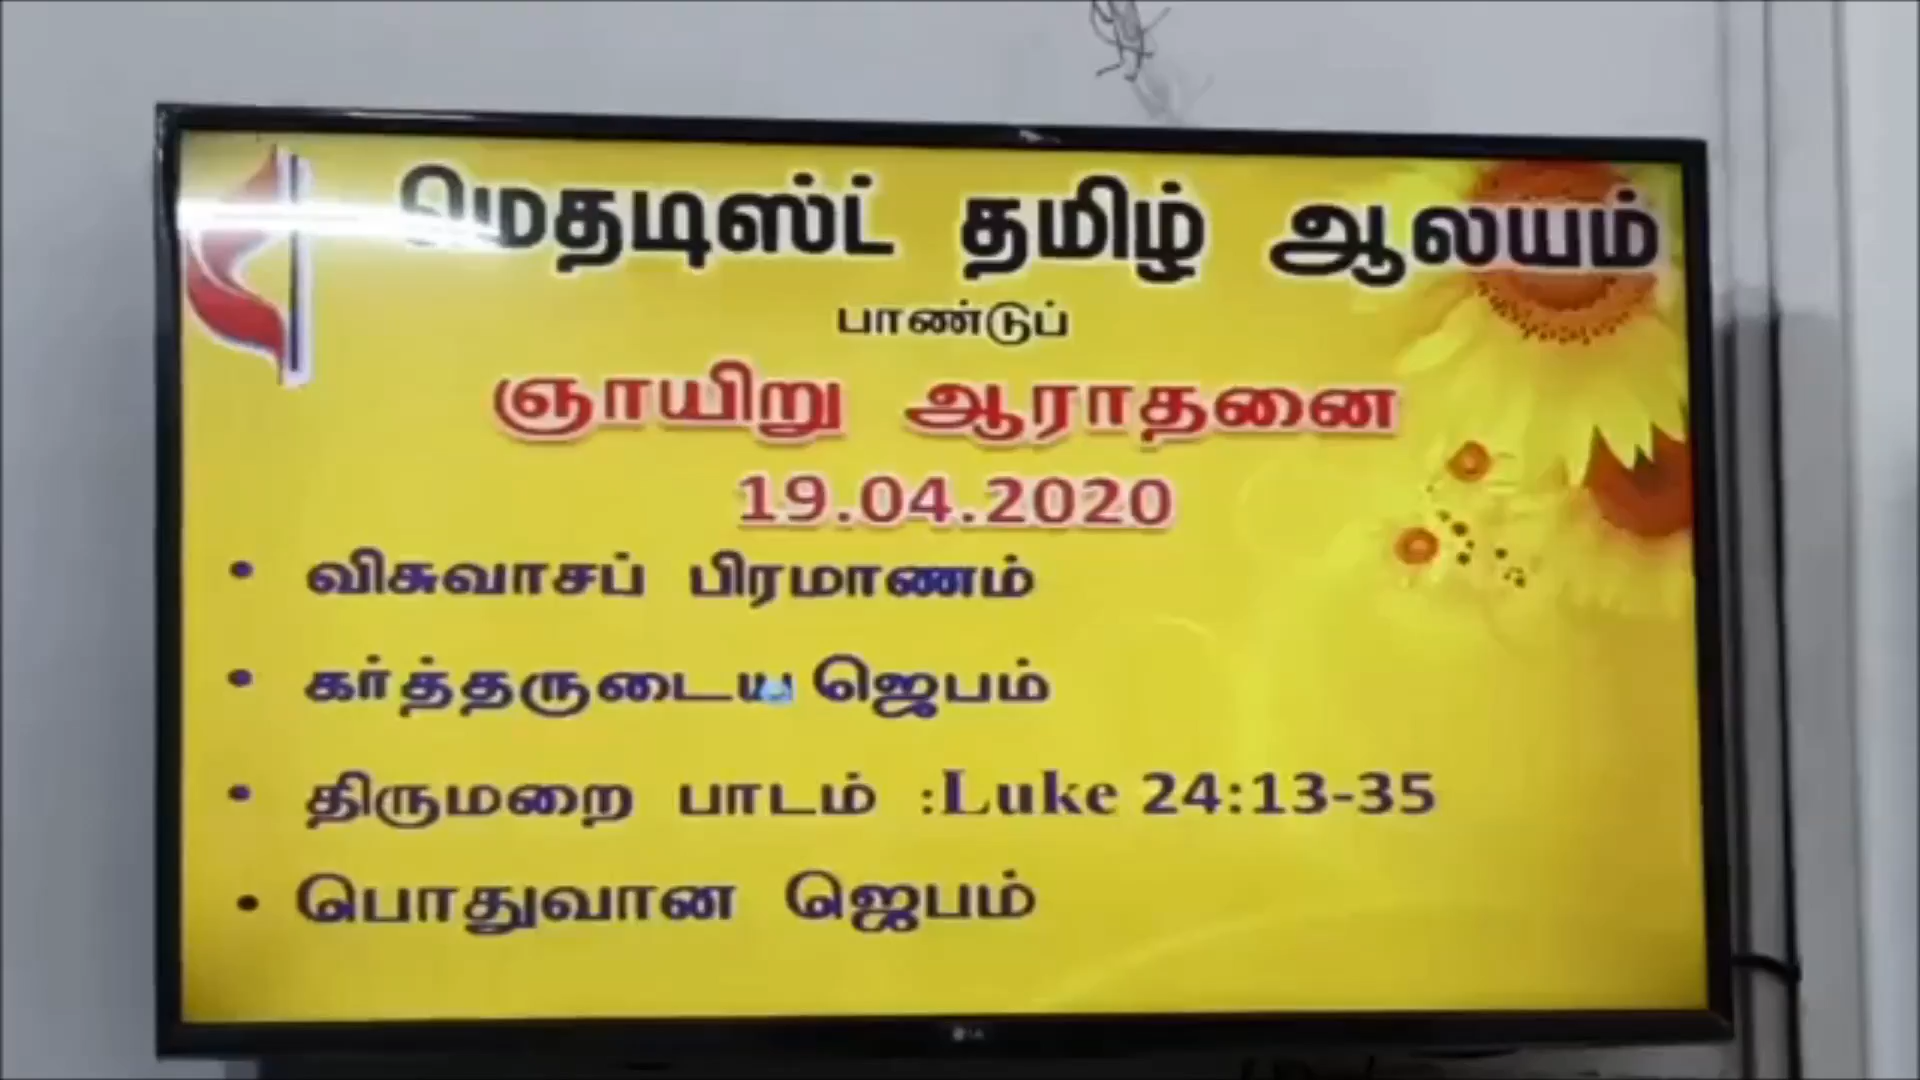 மெதடிஸ்ட் தமிழ் ஆலயம்
பாண்டுப்
ஞாயிறு ஆராதனை
19.04.2020
• விசுவாசப் பிரமாணம்
• கர்த்தருடைய ஜெபம்
• திருமறை பாடம் :Luke 24:13-35
• பொதுவான ஜெபம்
LG